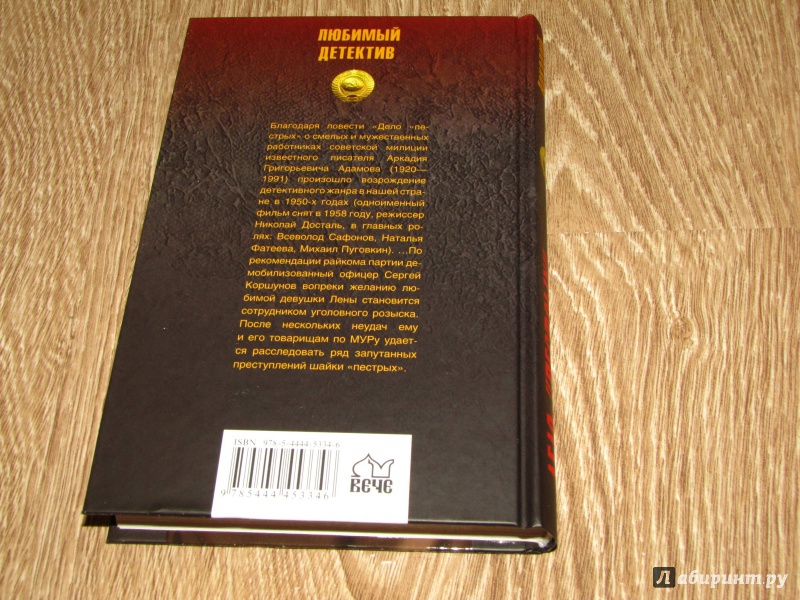 ЛЮБИМЫЙ
ДЕТЕКТИВ
Благодаря повести «Дело «пе-
стрых» о смелых и мужественных
работниках советской милиции
известного писателя Аркадия
Григорьевича Адамова (1920—
1991) произошло возрождение
детективного жанра в нашей стра-
не в 1950-х годах (одноименный
фильм снят в 1958 году, режиссер
Николай Досталь, в главных ро-
лях: Всеволод Сафонов, Наталья
Фатеева, Михаил Пуговкин). ...По
рекомендации райкома партии де-
мобилизованный офицер Сергей
Коршунов вопреки желанию лю-
бимой девушки Лены становится
сотрудником уголовного розыска.
После нескольких неудач ему
и его товарищам по МУРу удает-
ся расследовать ряд запутанных
преступлений шайки «пестрых».
ISBN 978-5-4444-5334-6
9 785444 453346
ВЕЧЕ
Лабиринт.ру